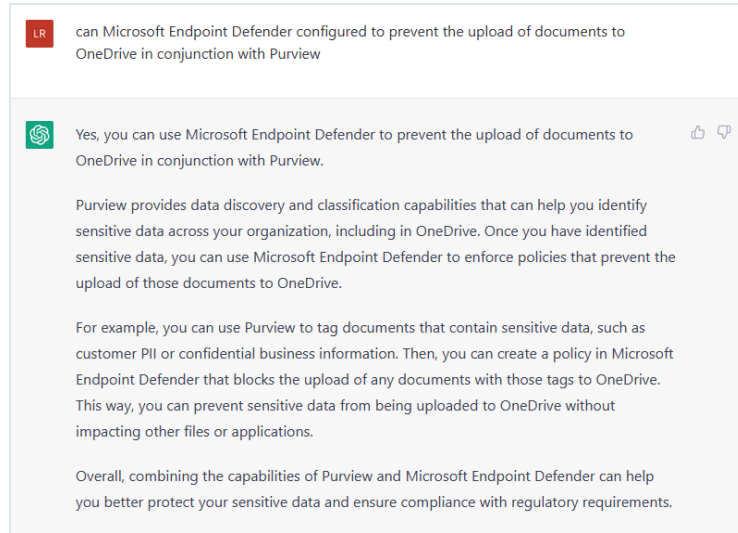 LR
can Microsoft Endpoint Defender configured to prevent the upload of documents to
OneDrive in conjunction with Purview
Yes, you can use Microsoft Endpoint Defender to prevent the upload of documents to
OneDrive in conjunction with Purview.
Purview provides data discovery and classification capabilities that can help you identify
sensitive data across your organization, including in OneDrive. Once you have identified
sensitive data, you can use Microsoft Endpoint Defender to enforce policies that prevent the
upload of those documents to OneDrive.
For example, you can use Purview to tag documents that contain sensitive data, such as
customer PII or confidential business information. Then, you can create a policy in Microsoft
Endpoint Defender that blocks the upload of any documents with those tags to OneDrive.
This way, you can prevent sensitive data from being uploaded to OneDrive without
impacting other files or applications.
Overall, combining the capabilities of Purview and Microsoft Endpoint Defender can help
you better protect your sensitive data and ensure compliance with regulatory requirements.